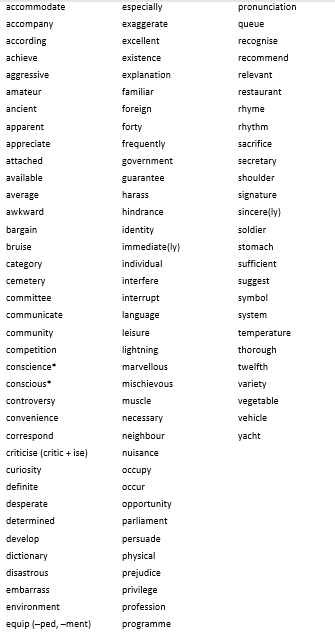 accommodate
accompany
according
achieve
aggressive
amateur
ancient
apparent
appreciate
attached
available
average
awkward
bargain
bruise
category
cemetery
committee
communicate
community
competition
conscience*
conscious*
controversy
convenience
correspond
criticise (critic + ise)
curiosity
definite
desperate
determined
develop
dictionary
disastrous
embarrass
environment
equip (–ped, –ment)
especially
exaggerate
excellent
existence
explanation
familiar
foreign
forty
frequently
government
guarantee
harass
hindrance
identity
immediate(ly)
individual
interfere
interrupt
language
leisure
lightning
marvellous
mischievous
muscle
necessary
neighbour
nuisance
occupy
occur
opportunity
parliament
persuade
physical
prejudice
privilege
profession
programme
pronunciation
queue
recognise
recommend
relevant
restaurant
rhyme
rhythm
sacrifice
secretary
shoulder
signature
sincere(ly)
soldier
stomach
sufficient
suggest
symbol
system
temperature
thorough
twelfth
variety
vegetable
vehicle
yacht